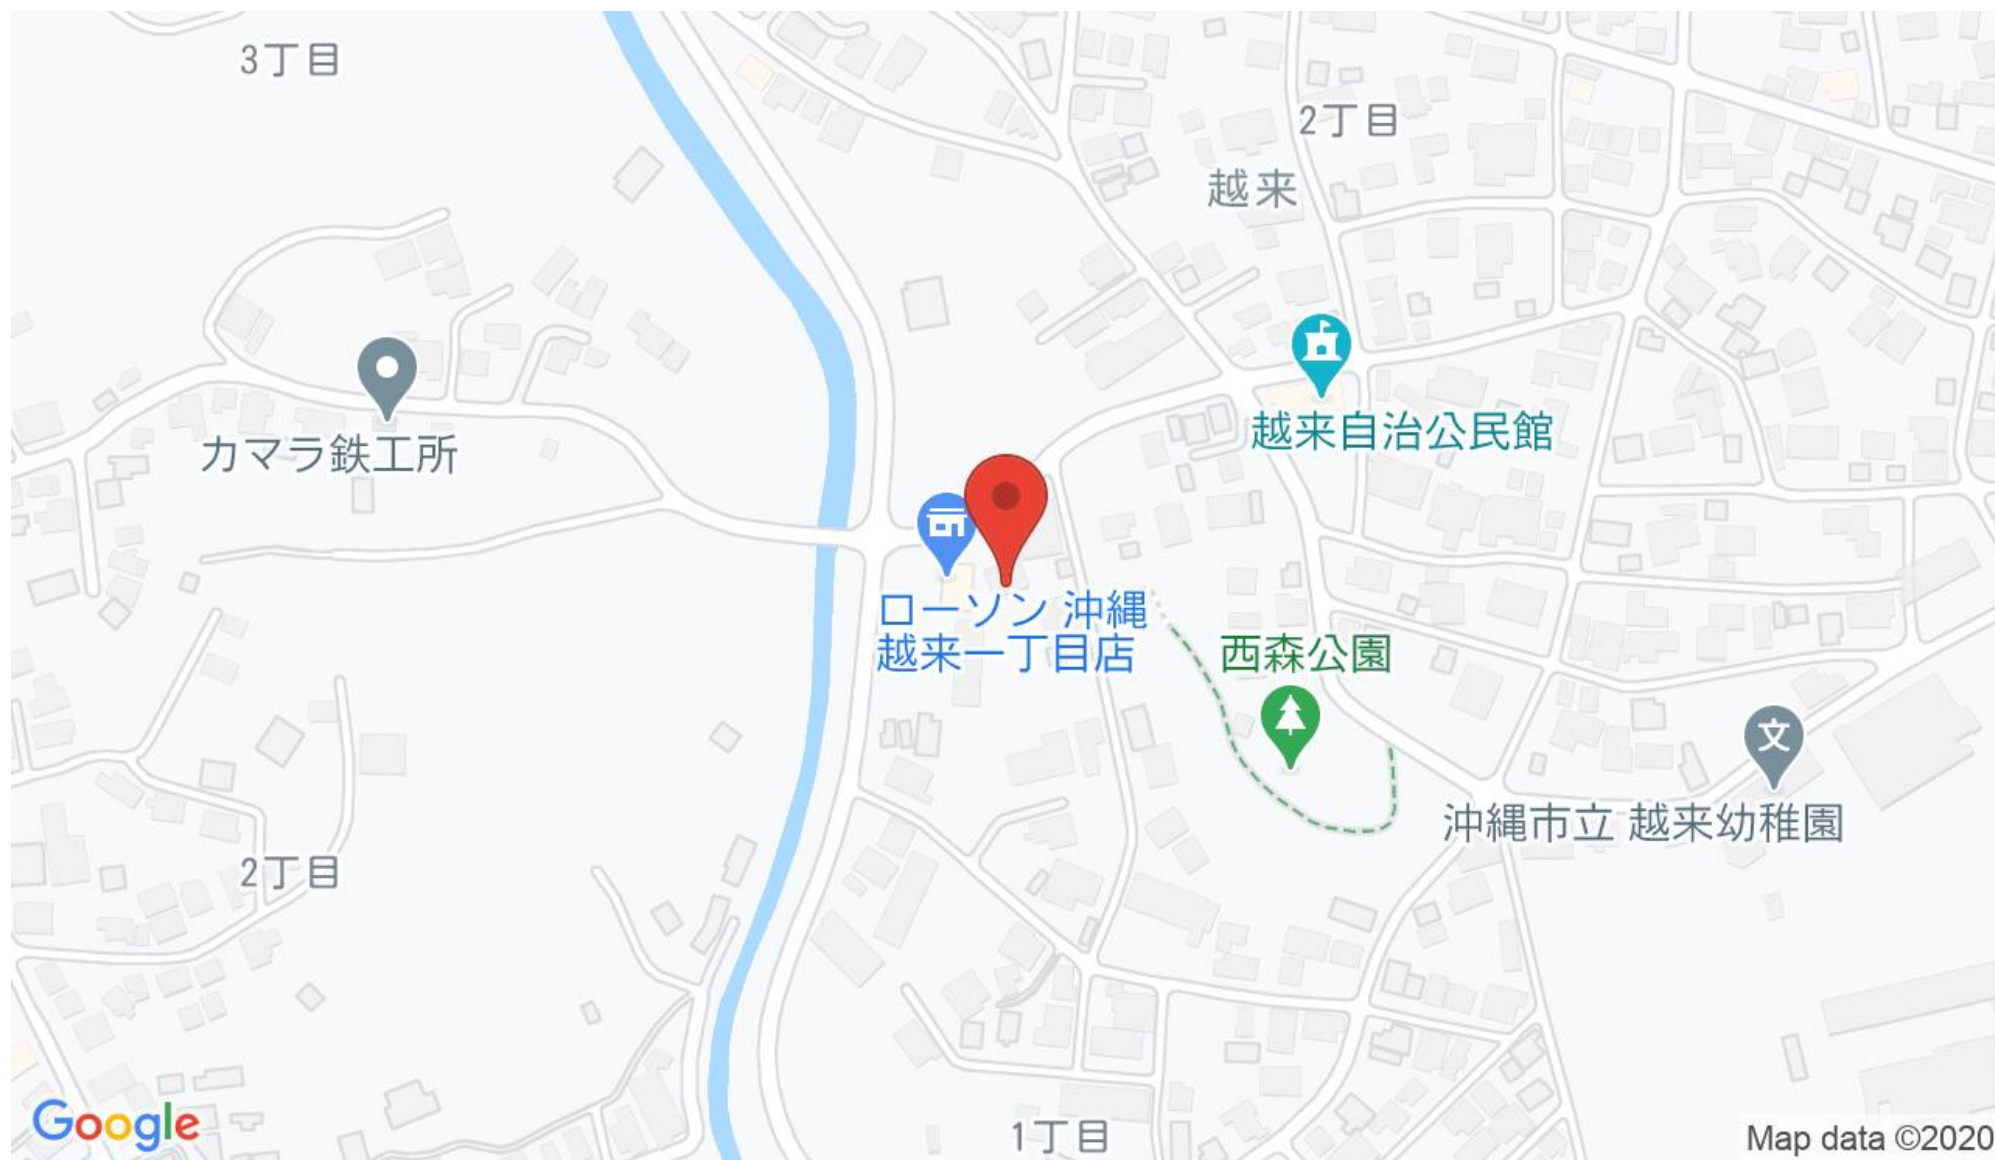 3丁目
2丁目
越来
越来自治公民館
カマラ鉄工所
ローソン 沖縄
越来一丁目店
西森公園
文
沖縄市立 越来幼稚園
2丁目
1丁目
Google
Map data ©2020